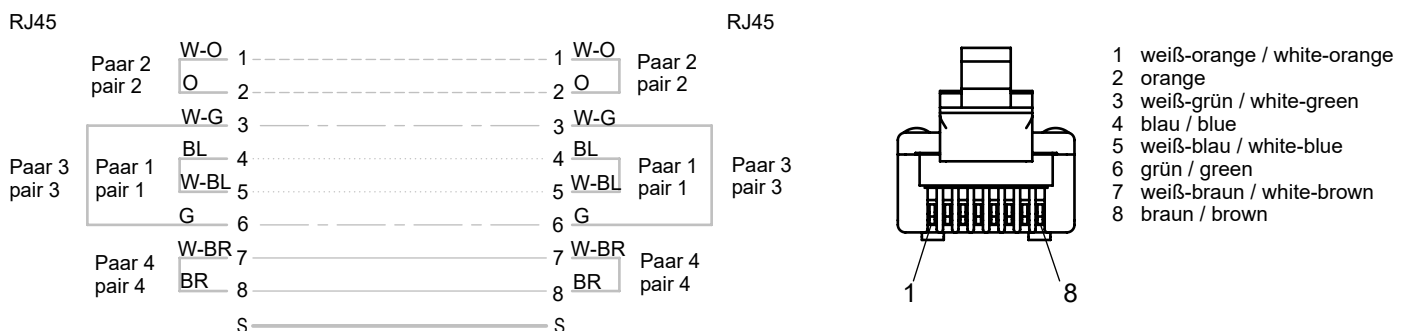 RJ45
RJ45
W-O 1 1 W-O
Paar 2
pair 2
Paar 2
pair 2
O 2 2 O
W-G 3 3 W-G
BL 4 4 BL
Paar 3
pair 3
Paar 1
pair 1
Paar 1
pair 1
Paar 3
pair 3
W-BL 5 5 W-BL
G 6 6 G
W-BR 7 7 W-BR
Paar 4
pair 4
Paar 4
pair 4
BR 8 8 BR
S S
1 weiß-orange / white-orange
2 orange
3 weiß-grün / white-green
4 blau / blue
5 weiß-blau / white-blue
6 grün / green
7 weiß-braun / white-brown
8 braun / brown
1 8